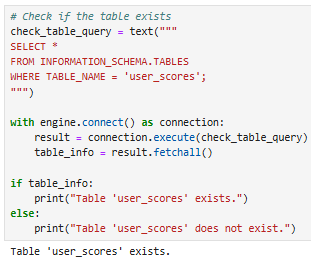 # Check if the table exists
check_table_query = text("""
SELECT *
FROM INFORMATION_SCHEMA.TABLES
WHERE TABLE_NAME = 'user_scores';
""")

with engine.connect() as connection:
    result = connection.execute(check_table_query)
    table_info = result.fetchall()

if table_info:
    print("Table 'user_scores' exists.")
else:
    print("Table 'user_scores' does not exist.")
Table 'user_scores' exists.